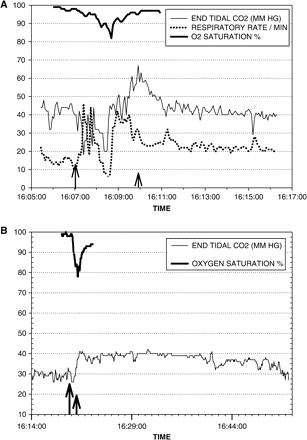 A
100
90
80
70
60
50
40
30
20
10
0
END TIDAL CO2 (MM HG)
RESPIRATORY RATE / MIN
O2 SATURATION %
16:05:00 16:07:00 16:09:00 16:11:00 16:13:00 16:15:00 16:17:00
TIME
B
100
90
80
70
60
50
40
30
20
10
END TIDAL CO2 (MM HG)
OXYGEN SATURATION %
16:14:00 16:29:00 16:44:00
TIME